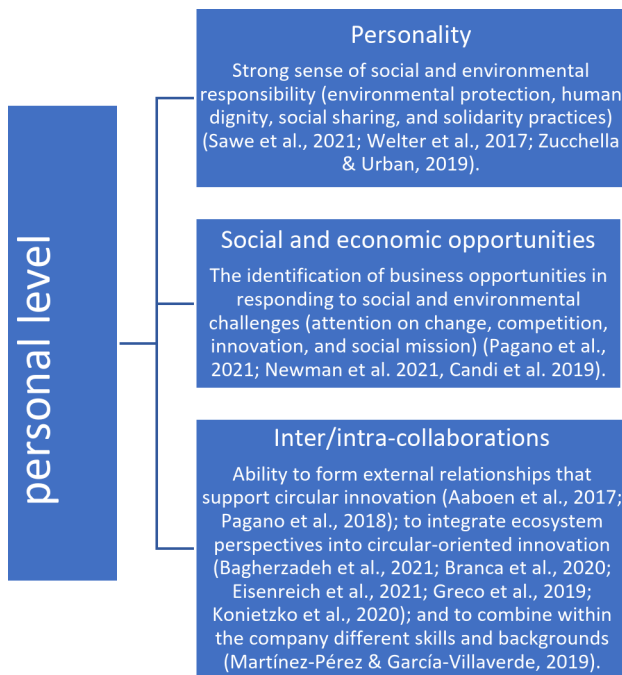 personal level
Personality
Strong sense of social and environmental
responsibility (environmental protection, human
dignity, social sharing, and solidarity practices)
(Sawe et al., 2021; Welter et al., 2017; Zucchella
& Urban, 2019).
Social and economic opportunities
The identification of business opportunities in
responding to social and environmental
challenges (attention on change, competition,
innovation, and social mission) (Pagano et al.,
2021; Newman et al. 2021, Candi et al. 2019).
Inter/intra-collaborations
Ability to form external relationships that
support circular innovation (Aaboen et al., 2017;
Pagano et al., 2018); to integrate ecosystem
perspectives into circular-oriented innovation
(Bagherzadeh et al., 2021; Branca et al., 2020;
Eisenreich et al., 2021; Greco et al., 2019;
Konietzko et al., 2020); and to combine within
the company different skills and backgrounds
(Martínez-Pérez & García-Villaverde, 2019).